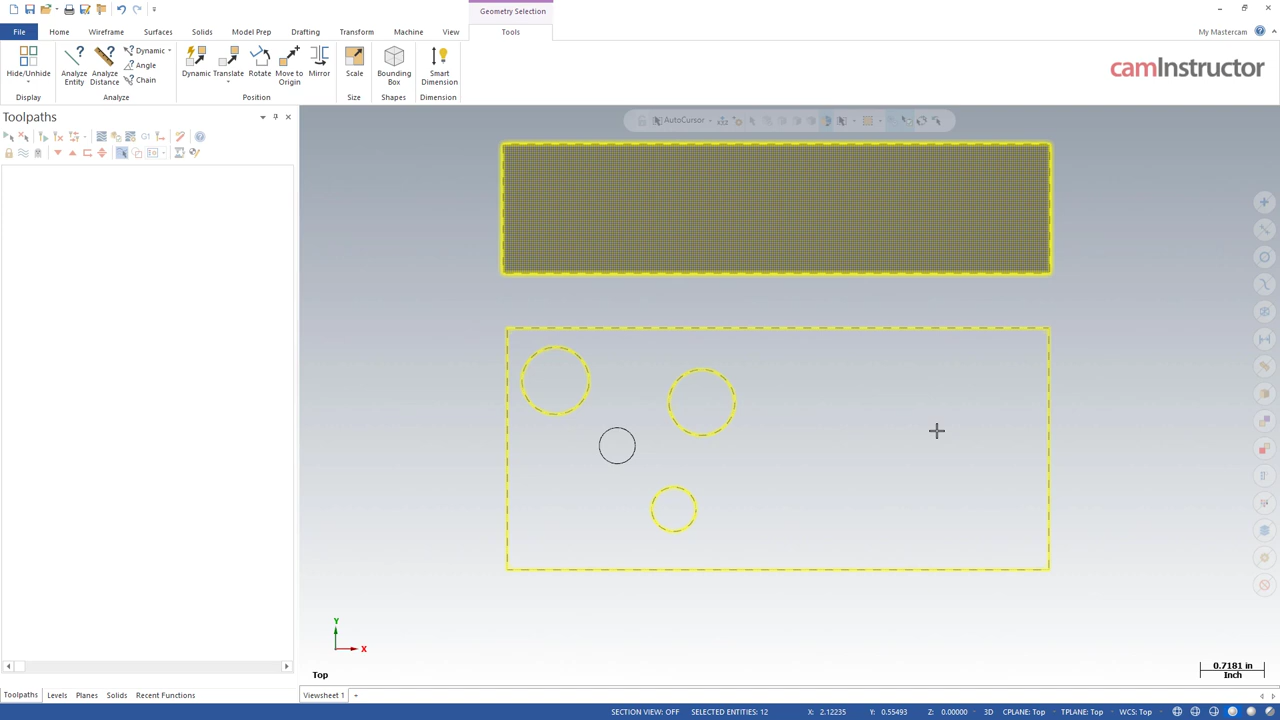 Geometry Selection
File
Home
Wireframe
Surfaces
Solids
Model Prep
Drafting
Transform
Machine
View
Tools
My Mastercam
Hide/Unhide
Analyze Entity
Analyze Distance
Dynamic
Angle
Chain
Dynamic
Translate
Rotate
Move to Origin
Mirror
Scale
Bounding Box
Smart Dimension
Display
Analyze
Position
Size
Shapes
Dimension
camInstructor
Toolpaths
AutoCursor
G1
Y
X
Top
0.7181 in
Inch
Toolpaths
Levels
Planes
Solids
Recent Functions
Viewsheet 1
+
SECTION VIEW: OFF
SELECTED ENTITIES: 12
X: 2.12235
Y: 0.55493
Z: 0.00000
3D
CPLANE: Top
TPLANE: Top
WCS: Top